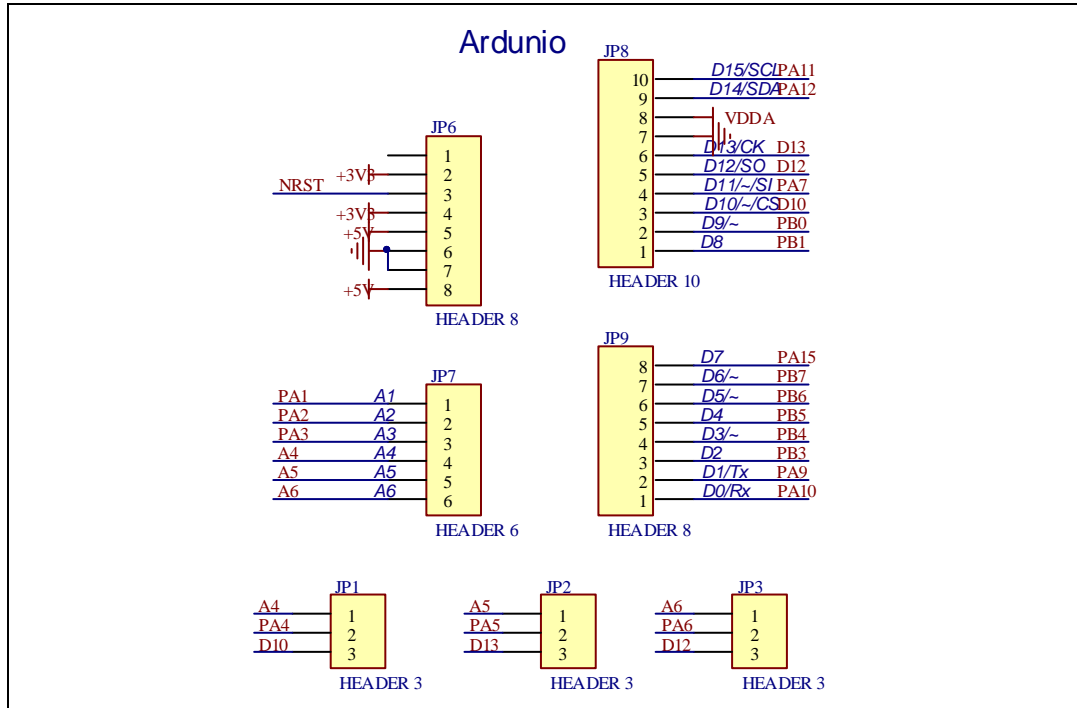 Ardunio
JP6
1
+3V3 2
NRST 3
+3V3 4
+5V 5
6
7
+5V 8
HEADER 8
JP8
10 D15/SCL PA11
9 D14/SDA PA12
8 VDDA
7
6 D13/CK D13
5 D12/SO D12
4 D11/~/SI PA7
3 D10/~/CS D10
2 D9/~ PB0
1 D8 PB1
HEADER 10
JP7
PA1 A1 1
PA2 A2 2
PA3 A3 3
A4 A4 4
A5 A5 5
A6 A6 6
HEADER 6
JP9
8 D7 PA15
7 D6/~ PB7
6 D5/~ PB6
5 D4 PB5
4 D3/~ PB4
3 D2 PB3
2 D1/Tx PA9
1 D0/Rx PA10
HEADER 8
JP1
A4 1
PA4 2
D10 3
HEADER 3
JP2
A5 1
PA5 2
D13 3
HEADER 3
JP3
A6 1
PA6 2
D12 3
HEADER 3